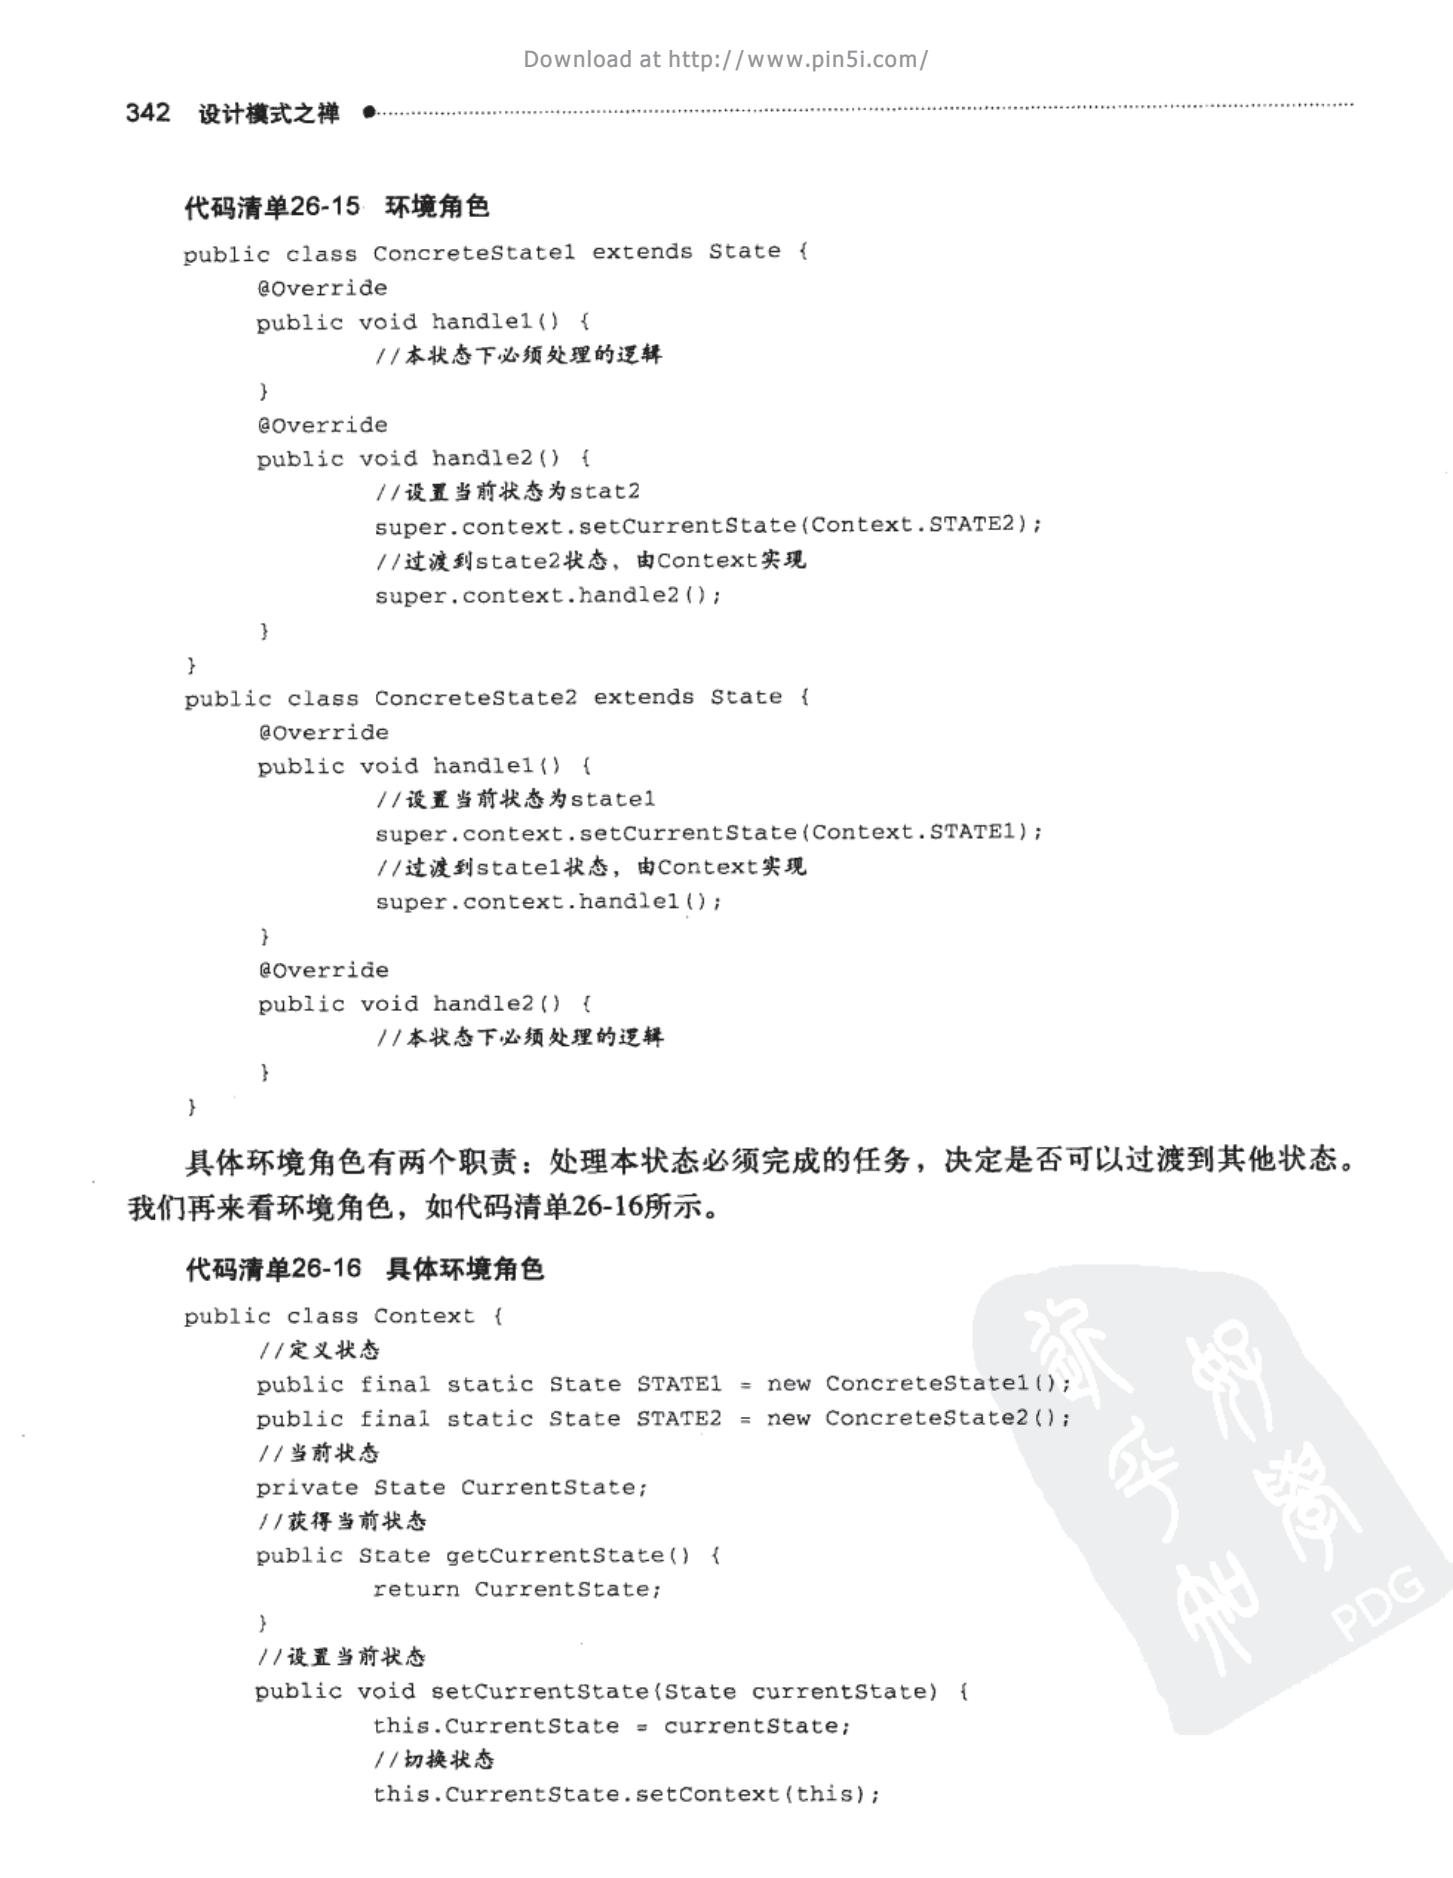 Download at http://www.pin5i.com/
342 设计模式之禅
代码清单26-15 环境角色
public class ConcreteState1 extends State {
@Override
public void handle1() {
//本状态下必须处理的逻辑
}
@Override
public void handle2() {
//设置当前状态为stat2
super.context.setCurrentState(Context.STATE2);
//过渡到state2状态，由Context实现
super.context.handle2();
}
}
public class ConcreteState2 extends State {
@Override
public void handle1() {
//设置当前状态为state1
super.context.setCurrentState(Context.STATE1);
//过渡到state1状态，由Context实现
super.context.handle1();
}
@Override
public void handle2() {
//本状态下必须处理的逻辑
}
}
具体环境角色有两个职责：处理本状态必须完成的任务，决定是否可以过渡到其他状态。
我们再来看环境角色，如代码清单26-16所示。
代码清单26-16 具体环境角色
public class Context {
//定义状态
public final static State STATE1 = new ConcreteState1();
public final static State STATE2 = new ConcreteState2();
//当前状态
private State CurrentState;
//获得当前状态
public State getCurrentState() {
return CurrentState;
}
//设置当前状态
public void setCurrentState(State currentState) {
this.CurrentState = currentState;
//切换状态
this.CurrentState.setContext(this);
PDG